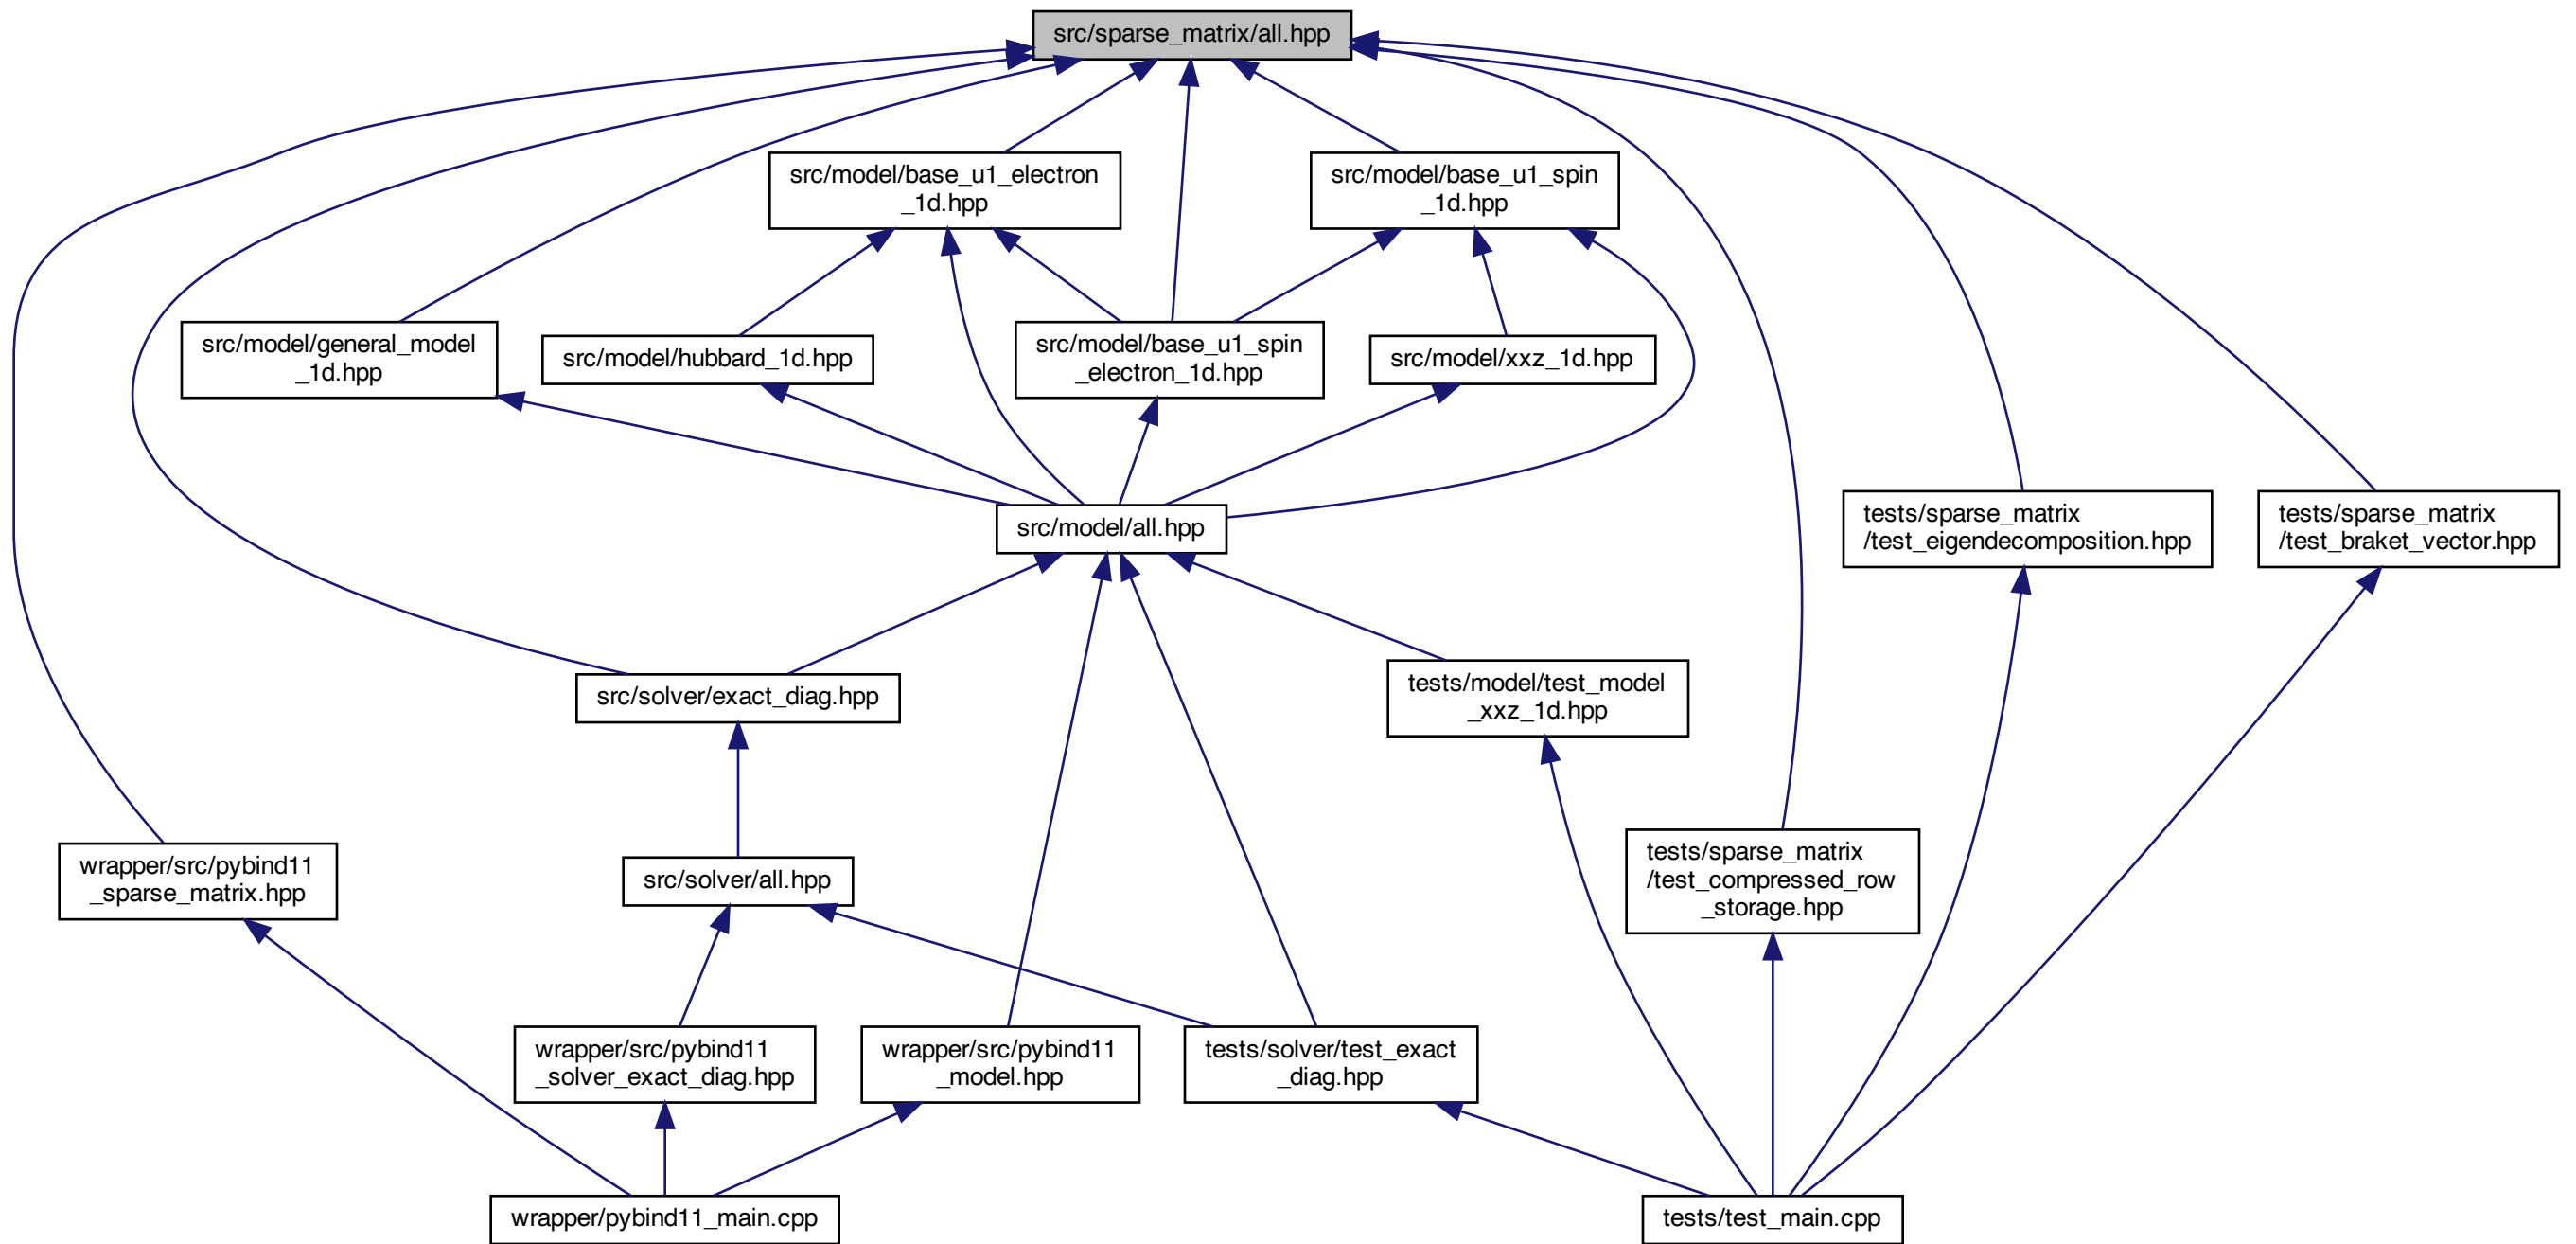 src/sparse_matrix/all.hpp
src/model/base_u1_electron
_1d.hpp
src/model/base_u1_spin
_1d.hpp
src/model/general_model
_1d.hpp
src/model/hubbard_1d.hpp
src/model/base_u1_spin
_electron_1d.hpp
src/model/xxz_1d.hpp
src/model/all.hpp
tests/sparse_matrix
/test_eigendecomposition.hpp
tests/sparse_matrix
/test_braket_vector.hpp
src/solver/exact_diag.hpp
tests/model/test_model
_xxz_1d.hpp
wrapper/src/pybind11
_sparse_matrix.hpp
src/solver/all.hpp
tests/sparse_matrix
/test_compressed_row
_storage.hpp
wrapper/src/pybind11
_solver_exact_diag.hpp
wrapper/src/pybind11
_model.hpp
tests/solver/test_exact
_diag.hpp
wrapper/pybind11_main.cpp
tests/test_main.cpp